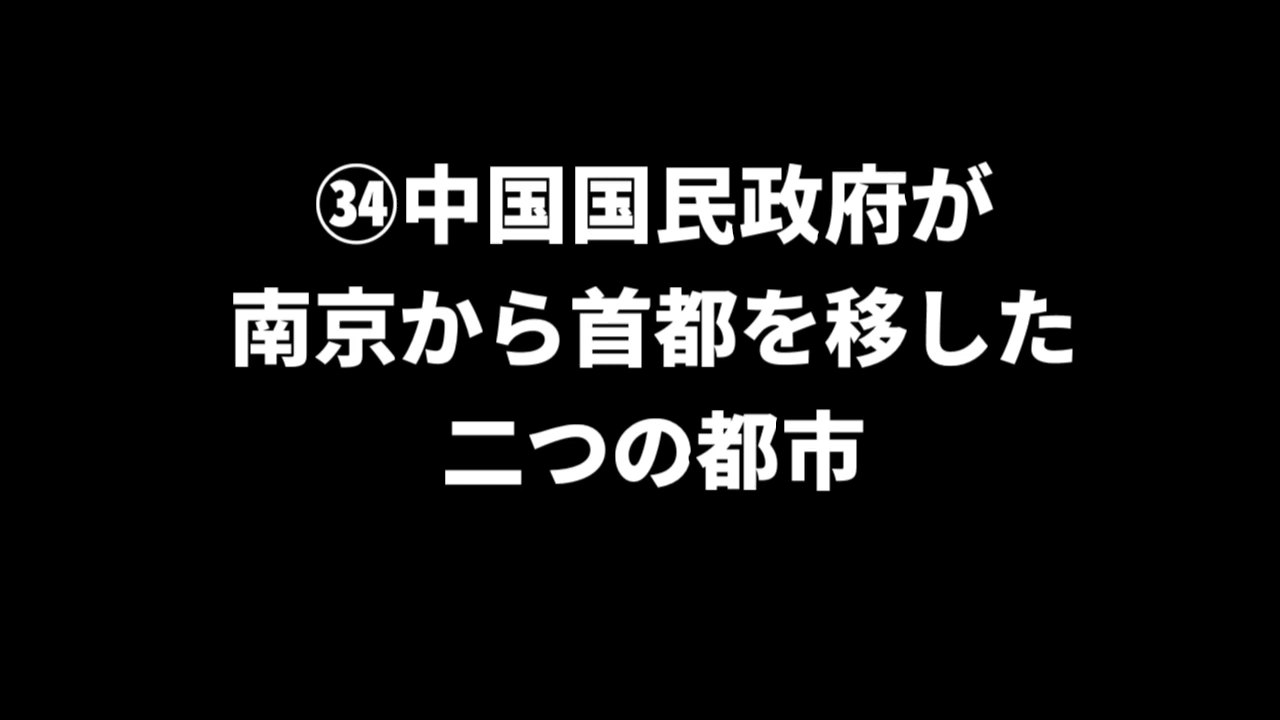 ㉞中国国民政府が
南京から首都を移した
二つの都市